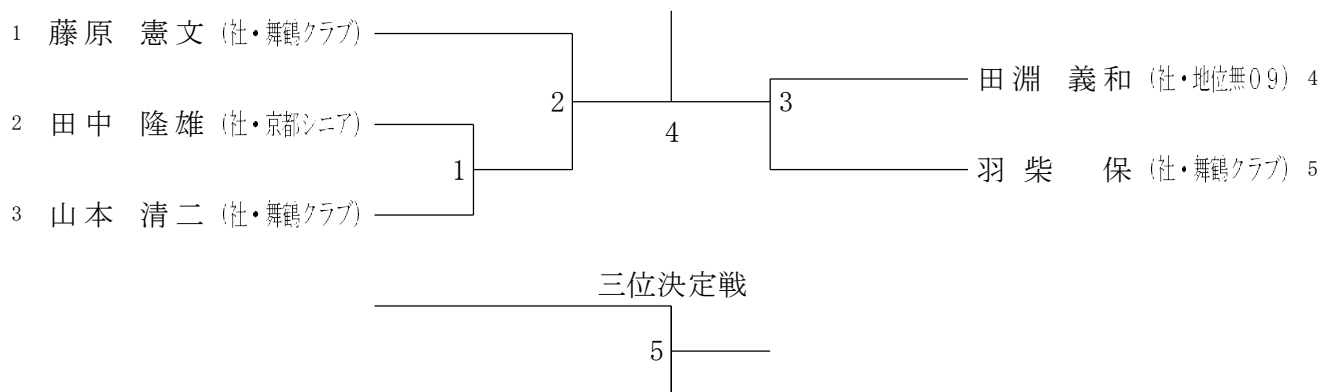 1 藤原 憲文 (社・舞鶴クラブ)
2 田中 隆雄 (社・京都シニア)
3 山本 清二 (社・舞鶴クラブ)
2
1
4
3
田淵 義和 (社・地位無09) 4
羽柴 保 (社・舞鶴クラブ) 5
三位決定戦
5